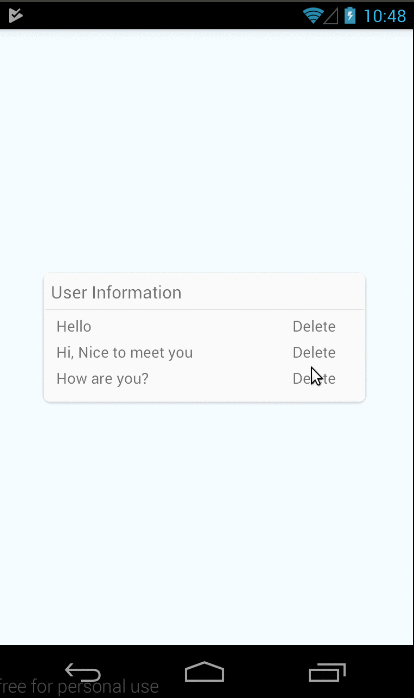 10:48
User Information
Hello Delete
Hi, Nice to meet you Delete
How are you? Delete
free for personal use